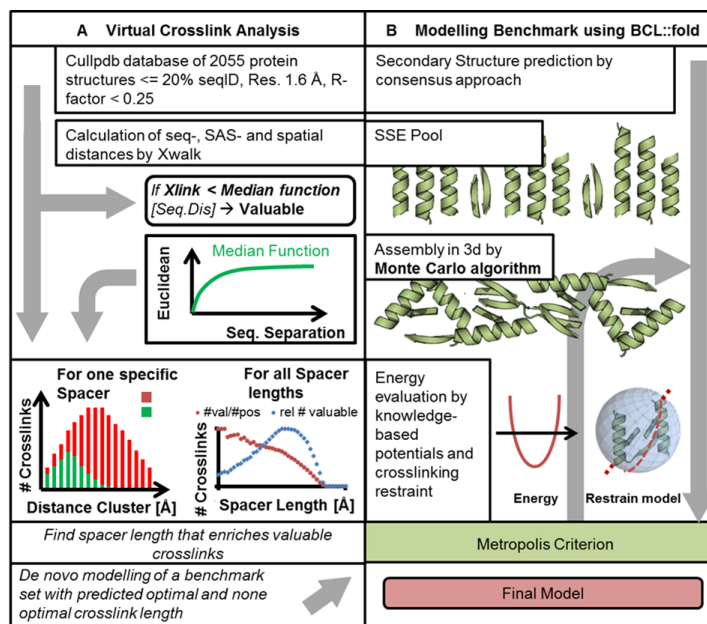 A Virtual Crosslink Analysis
Cullpdb database of 2055 protein
structures <= 20% seqID, Res. 1.6 Å, R-
factor < 0.25
Calculation of seq-, SAS- and spatial
distances by Xwalk
If Xlink < Median function
[Seq.Dis] → Valuable
Median Function
Euclidean
Seq. Separation
For one specific
Spacer
# Crosslinks
Distance Cluster [Å]
For all Spacer
lengths
#val/#pos
rel # valuable
# Crosslinks
Spacer Length [Å]
Find spacer length that enriches valuable
crosslinks
De novo modelling of a benchmark
set with predicted optimal and none
optimal crosslink length
B Modelling Benchmark using BCL::fold
Secondary Structure prediction by
consensus approach
SSE Pool
Assembly in 3d by
Monte Carlo algorithm
Energy
evaluation by
knowledge-
based
potentials and
crosslinking
restraint
Energy
Restrain model
Metropolis Criterion
Final Model